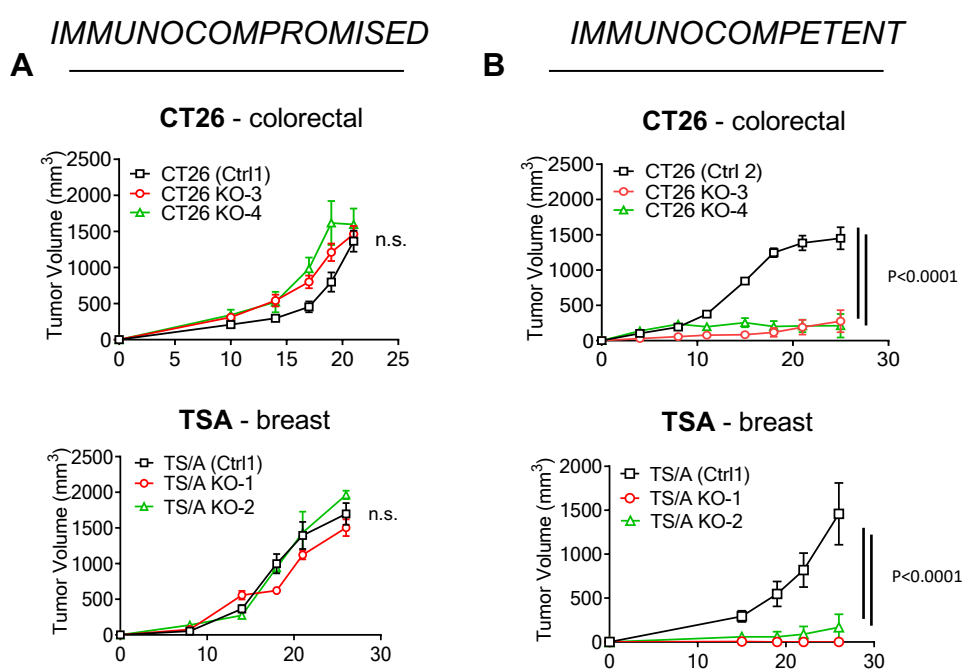 IMMUNOCOMPROMISED
IMMUNOCOMPETENT
A
B
CT26 - colorectal
Tumor Volume (mm³)
2500
2000
1500
1000
500
0
CT26 (Ctrl1)
CT26 KO-3
CT26 KO-4
n.s.
0 5 10 15 20 25
CT26 - colorectal
Tumor Volume (mm³)
2500
2000
1500
1000
500
0
CT26 (Ctrl 2)
CT26 KO-3
CT26 KO-4
P<0.0001
0 10 20 30
TSA - breast
Tumor Volume (mm³)
2500
2000
1500
1000
500
0
TS/A (Ctrl1)
TS/A KO-1
TS/A KO-2
n.s.
0 10 20 30
TSA - breast
Tumor Volume (mm³)
2000
1500
1000
500
0
TS/A (Ctrl1)
TS/A KO-1
TS/A KO-2
P<0.0001
0 10 20 30